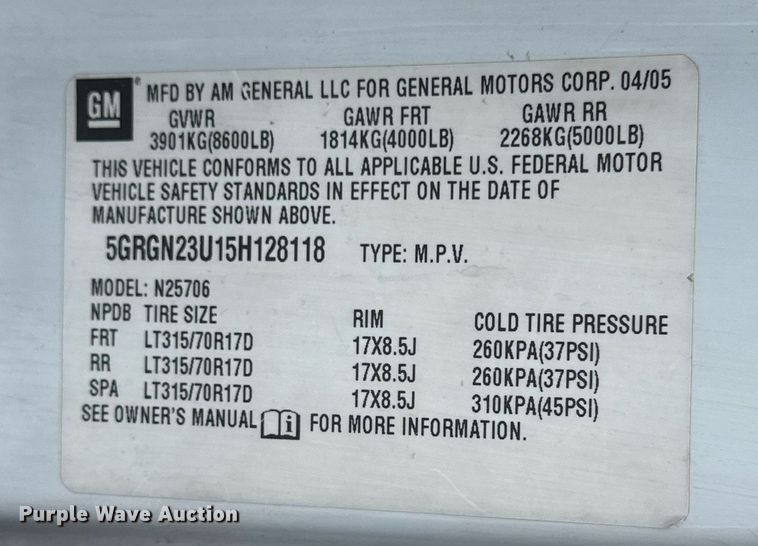 GM MFD BY AM GENERAL LLC FOR GENERAL MOTORS CORP. 04/05
GVWR GAWR FRT GAWR RR
3901KG(8600LB) 1814KG(4000LB) 2268KG(5000LB)
THIS VEHICLE CONFORMS TO ALL APPLICABLE U.S. FEDERAL MOTOR
VEHICLE SAFETY STANDARDS IN EFFECT ON THE DATE OF
MANUFACTURE SHOWN ABOVE.
5GRGN23U15H128118 TYPE: M.P.V.
MODEL: N25706
NPDB TIRE SIZE RIM COLD TIRE PRESSURE
FRT LT315/70R17D 17X8.5J 260KPA(37PSI)
RR LT315/70R17D 17X8.5J 260KPA(37PSI)
SPA LT315/70R17D 17X8.5J 310KPA(45PSI)
SEE OWNER'S MANUAL i FOR MORE INFORMATION.
Purple Wave Auction